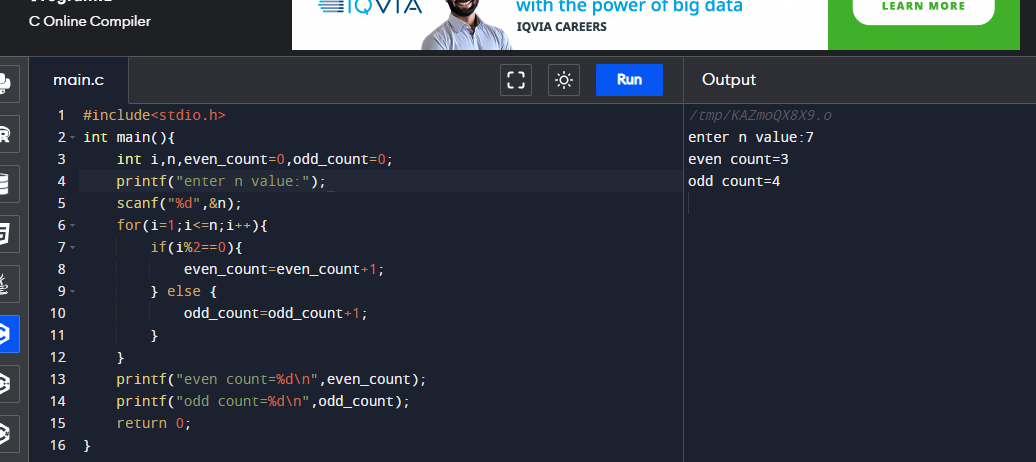 C Online Compiler
IQVIA
with the power of big data
IQVIA CAREERS
LEARN MORE
main.c
Run
Output
1 #include<stdio.h>
2 int main(){
3 int i,n,even_count=0,odd_count=0;
4 printf("enter n value:");
5 scanf("%d",&n);
6 for(i=1;i<=n;i++){
7 if(i%2==0){
8 even_count=even_count+1;
9 } else {
10 odd_count=odd_count+1;
11 }
12 }
13 printf("even count=%d\n",even_count);
14 printf("odd count=%d\n",odd_count);
15 return 0;
16 }
/tmp/KAZmoQX8X9.o
enter n value:7
even count=3
odd count=4